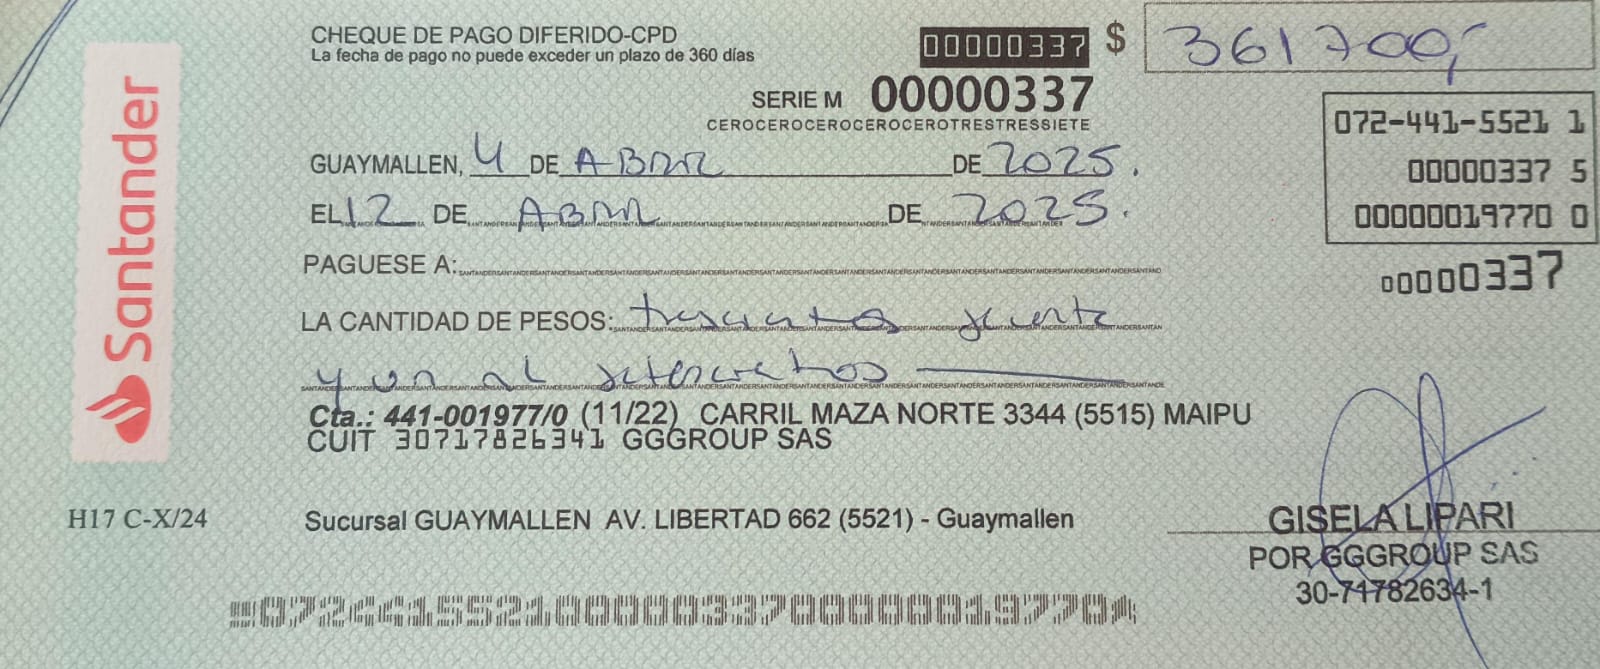 Santander
CHEQUE DE PAGO DIFERIDO-CPD
La fecha de pago no puede exceder un plazo de 360 días
00000337 $ 361700,-
SERIE M 00000337
CEROCEROCEROCEROCEROTRESTRESSIETE
072-441-5521 1
00000337 5
00000019770 0
00000337
GUAYMALLEN, 4 DE ABRIL DE 2025.
EL 12 DE ABRIL DE 2025.
PAGUESE A:
LA CANTIDAD DE PESOS: trescientos sesenta
y un mil setecientos
Cta.: 441-001977/0 (11/22) CARRIL MAZA NORTE 3344 (5515) MAIPU
CUIT 30717826341 GGGROUP SAS
H17 C-X/24
Sucursal GUAYMALLEN AV. LIBERTAD 662 (5521) - Guaymallen
GISELA LIPARI
POR GGGROUP SAS
30-71782634-1
07244155210000033700000019770